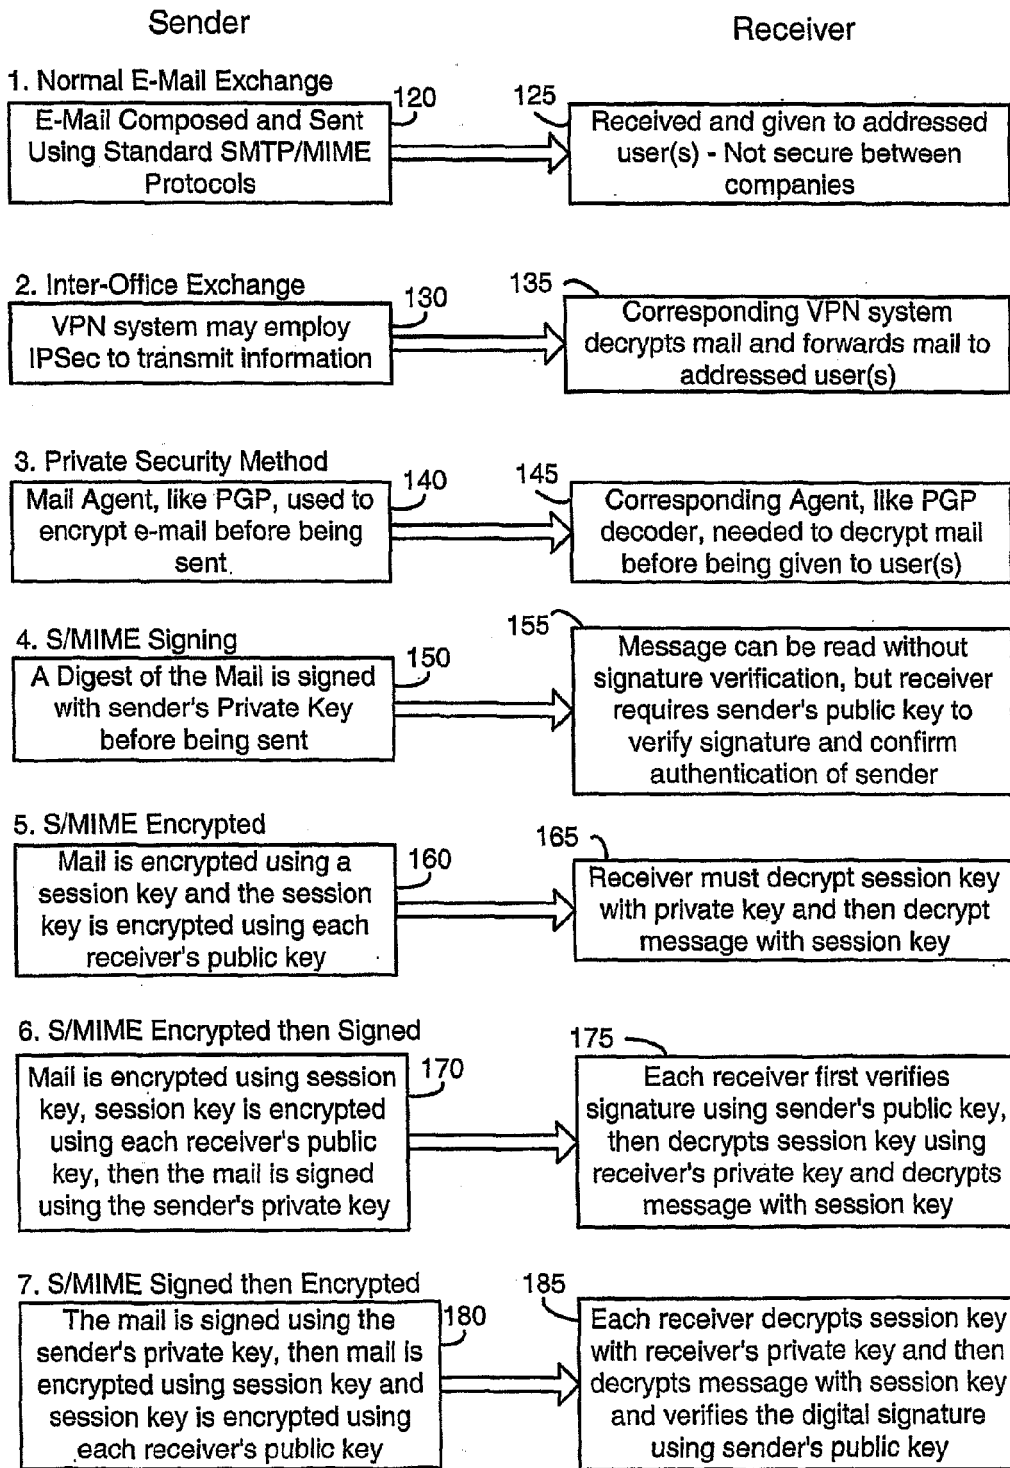 Sender
Receiver
1. Normal E-Mail Exchange
120
125
E-Mail Composed and Sent
Using Standard SMTP/MIME
Protocols
Received and given to addressed
user(s) - Not secure between
companies
2. Inter-Office Exchange
130
135
VPN system may employ
IPSec to transmit information
Corresponding VPN system
decrypts mail and forwards mail to
addressed user(s)
3. Private Security Method
140
145
Mail Agent, like PGP, used to
encrypt e-mail before being
sent.
Corresponding Agent, like PGP
decoder, needed to decrypt mail
before being given to user(s)
4. S/MIME Signing
150
155
A Digest of the Mail is signed
with sender's Private Key
before being sent
Message can be read without
signature verification, but receiver
requires sender's public key to
verify signature and confirm
authentication of sender
5. S/MIME Encrypted
160
165
Mail is encrypted using a
session key and the session
key is encrypted using each
receiver's public key
Receiver must decrypt session key
with private key and then decrypt
message with session key
6. S/MIME Encrypted then Signed
170
175
Mail is encrypted using session
key, session key is encrypted
using each receiver's public
key, then the mail is signed
using the sender's private key
Each receiver first verifies
signature using sender's public key,
then decrypts session key using
receiver's private key and decrypts
message with session key
7. S/MIME Signed then Encrypted
180
185
The mail is signed using the
sender's private key, then mail is
encrypted using session key and
session key is encrypted using
each receiver's public key
Each receiver decrypts session key
with receiver's private key and then
decrypts message with session key
and verifies the digital signature
using sender's public key